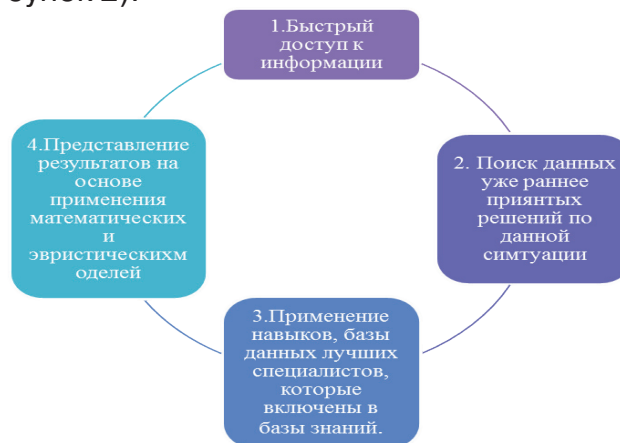 1.Быстрый
доступ к
информации
2. Поиск данных
уже раннее
приянтых
решений по
данной
симтуации
3.Применение
навыков, базы
данных лучших
специалистов,
которые
включены в
базы знаний.
4.Представление
результатов на
основе
применения
математических
и
эвристическихм
оделей